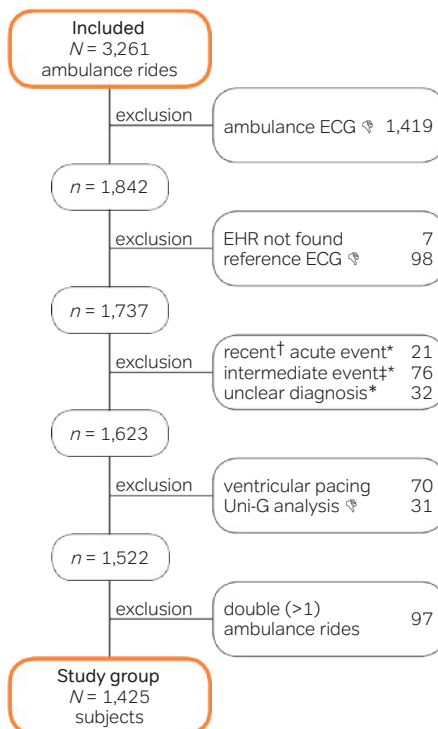 Included
N = 3,261
ambulance rides
exclusion
ambulance ECG 👎 1,419
n = 1,842
exclusion
EHR not found 7
reference ECG 👎 98
n = 1,737
exclusion
recent† acute event* 21
intermediate event‡* 76
unclear diagnosis* 32
n = 1,623
exclusion
ventricular pacing 70
Uni-G analysis 👎 31
n = 1,522
exclusion
double (>1)
ambulance rides 97
Study group
N = 1,425
subjects